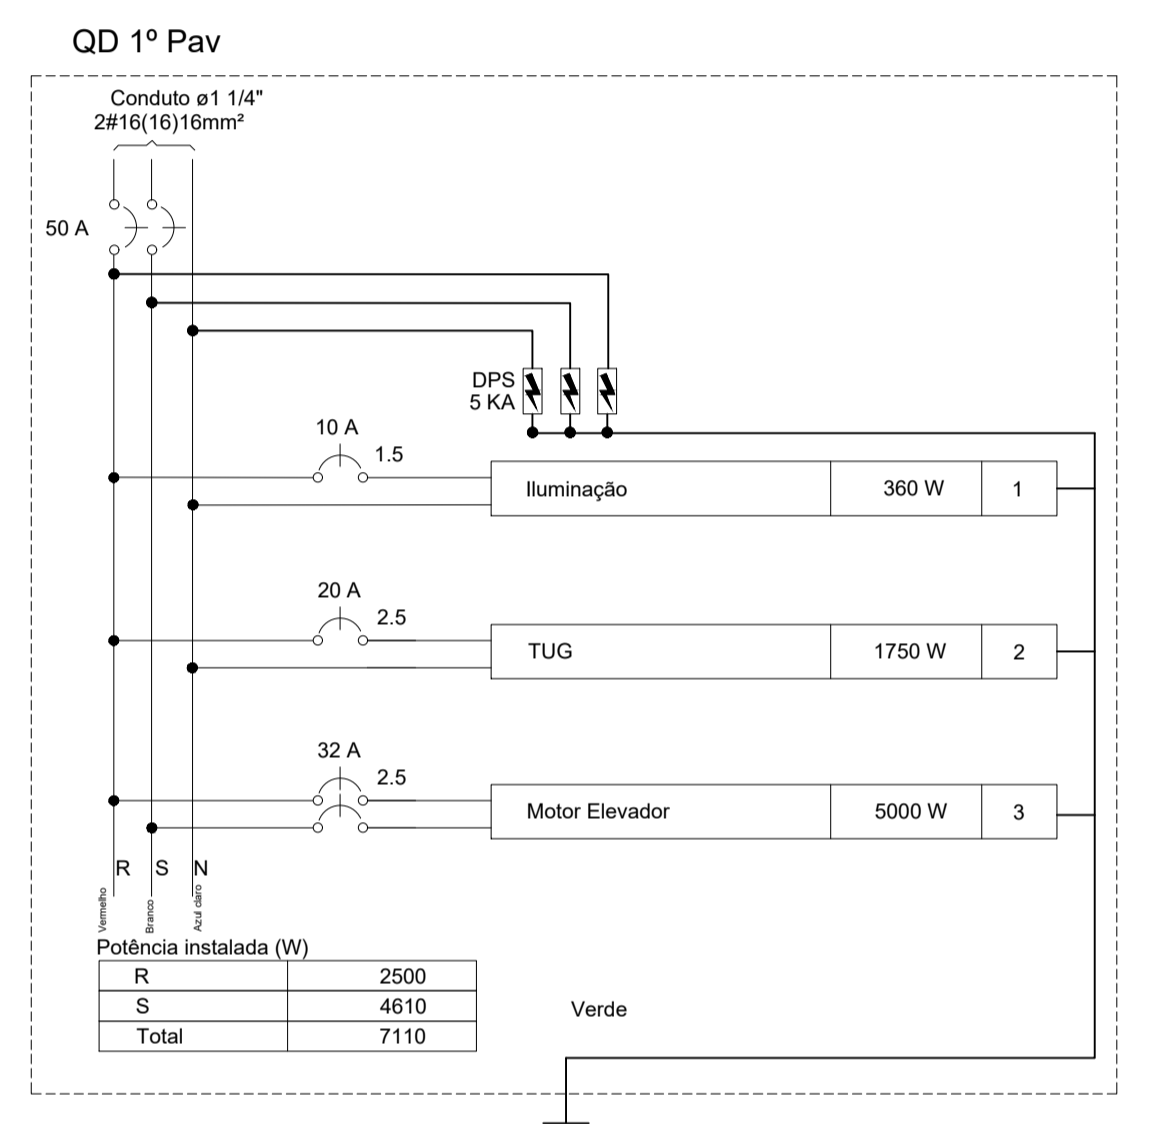 QD 1º Pav
Conduto ø1 1/4"
2#16(16)16mm²
50 A
DPS
5 KA
10 A
1.5
Iluminação 360 W 1
20 A
2.5
TUG 1750 W 2
32 A
2.5
Motor Elevador 5000 W 3
R S N
Vermelho
Branco
Azul claro
Potência instalada (W)
R 2500
S 4610
Total 7110
Verde